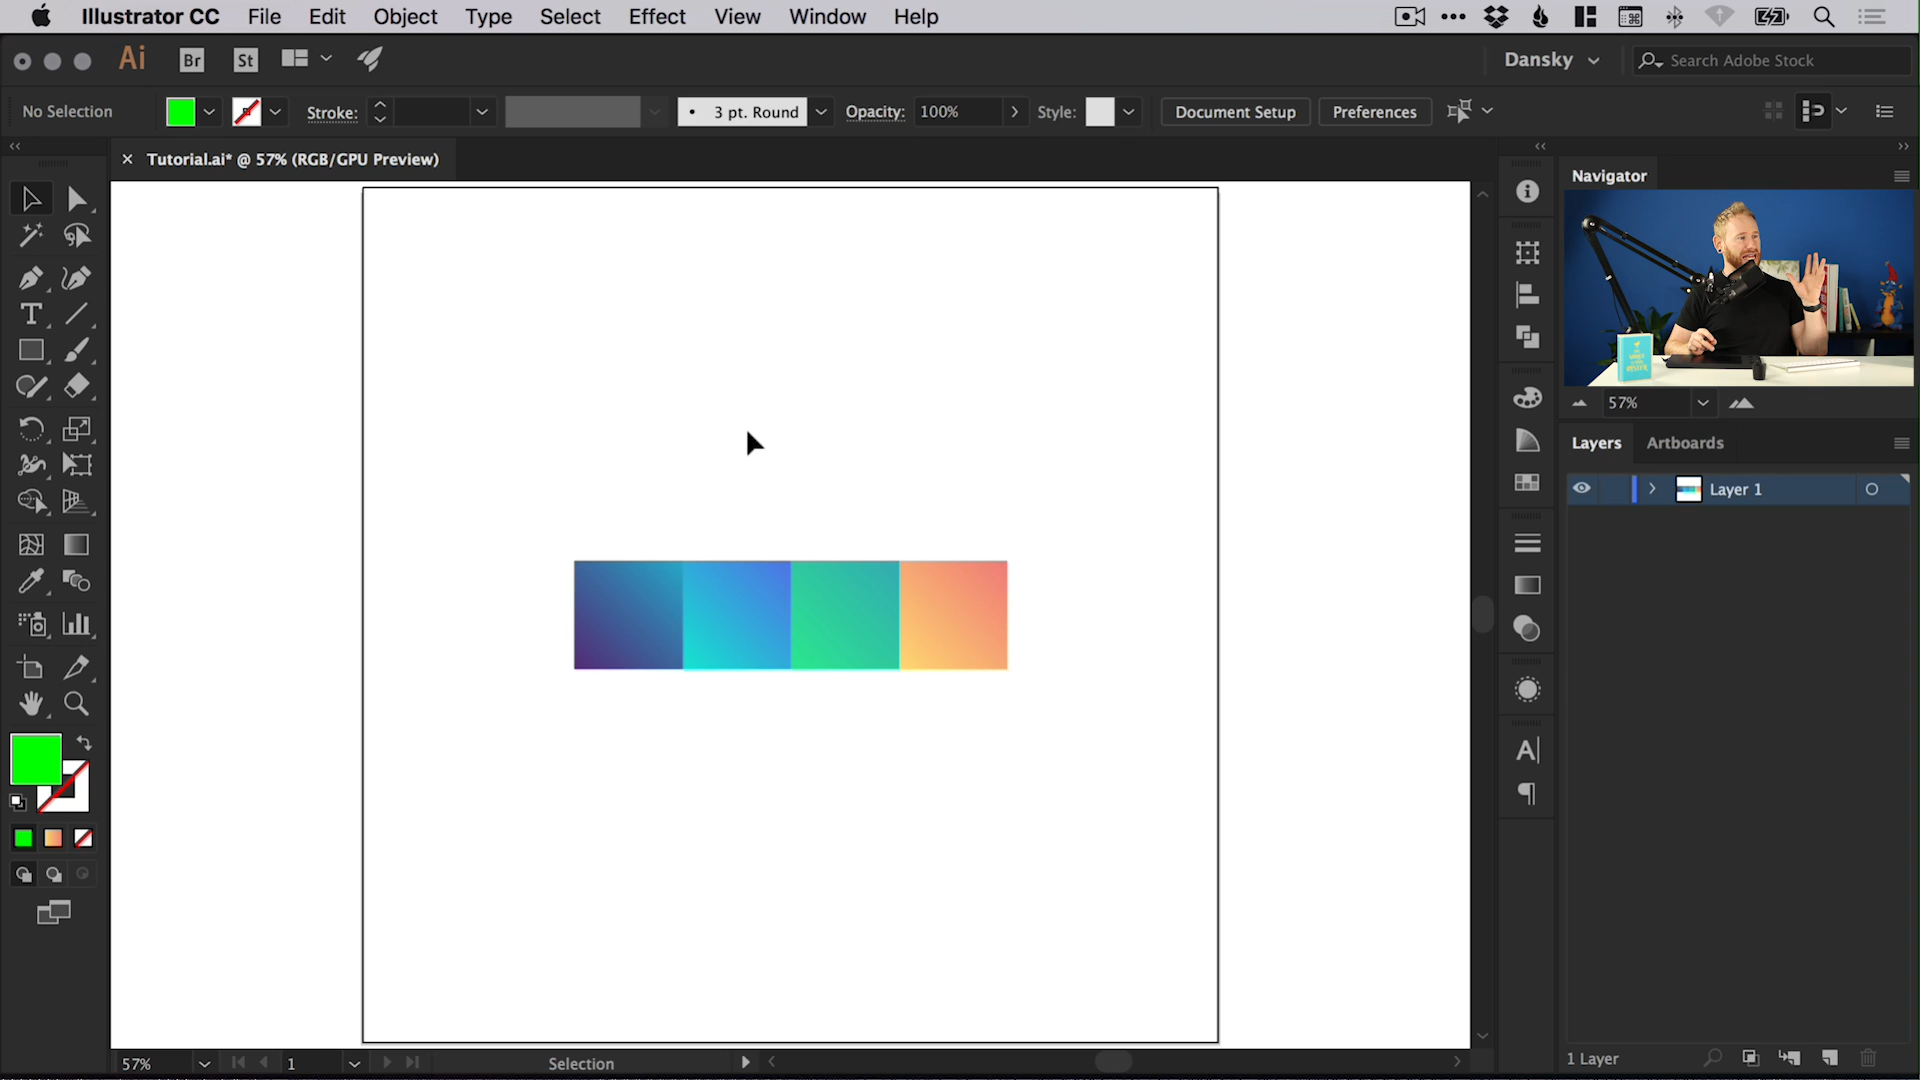 Illustrator CC File Edit Object Type Select Effect View Window Help
Ai Br St Dansky Search Adobe Stock
No Selection Stroke: • 3 pt. Round Opacity: 100% Style: Document Setup Preferences
× Tutorial.ai* @ 57% (RGB/GPU Preview)
Navigator
57%
Layers Artboards
Layer 1
57% 1 Selection
1 Layer